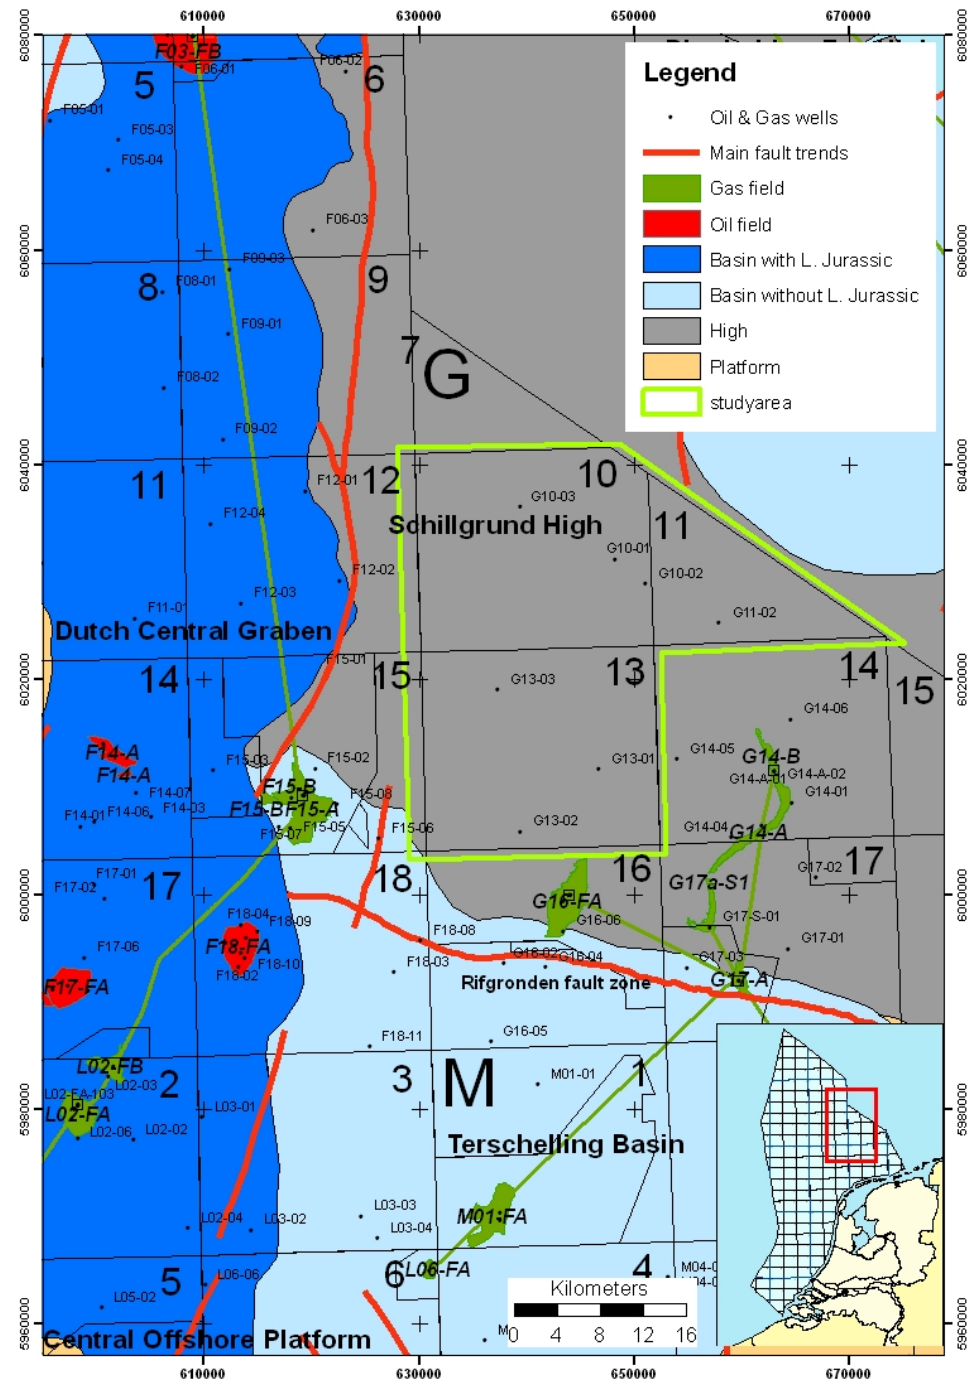 610000 630000 650000 670000
6080000 6080000
F03-FB
F06-01
F06-02
5
6
Legend
Oil & Gas wells
Main fault trends
Gas field
Oil field
Basin with L. Jurassic
Basin without L. Jurassic
High
Platform
studyarea
F05-01
F05-03
F05-04
F06-03
6060000 6060000
F09-03
8
F08-01
9
F09-01
7
G
F08-02
F09-02
6040000 6040000
11
F12-01
12
10
G10-03
F12-04
Schillgrund High
11
G10-01
F12-02
G10-02
F12-03
F11-01
G11-02
Dutch Central Graben
F15-01
6020000 6020000
14
15
13
14
15
G13-03
G14-06
F14-A
F14-A
F15-03
F15-02
G13-01
G14-05
G14-B
G14-A-01
G14-A-02
F14-07
F15-B
F15-08
G14-01
F14-01
F14-06
F14-03
F15-B
F15-A
F15-07
F15-05
F15-06
G13-02
G14-04
G14-A
F17-01
F17-02
17
18
16
17
G17-02
G17a-S1
6000000 6000000
G16-FA
F18-04
F18-09
G16-06
G17-S-01
F17-06
F18-FA
F18-08
G17-01
F18-10
F18-02
F18-03
G16-02
G16-04
G17-03
F17-FA
Rifgronden fault zone
G17-A
F18-11
G16-05
L02-FB
L02-FA-103
L02-03
2
3
M
M01-01
1
5980000 5980000
L02-FA
L03-01
L02-06
L02-02
Terschelling Basin
L03-03
L02-04
L03-02
L03-04
M01-FA
5
L06-06
6
L06-FA
4
L05-02
Kilometers
0 4 8 12 16
5960000 5960000
Central Offshore Platform
610000 630000 650000 670000